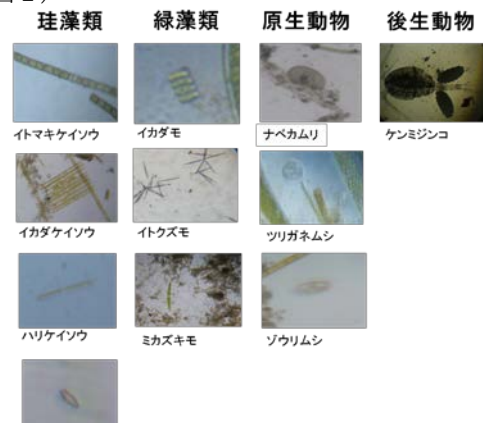 珪藻類 緑藻類 原生動物 後生動物
イトマキケイソウ イカダモ ナベカムリ ケンミジンコ
イカダケイソウ イトクズモ ツリガネムシ
ハリケイソウ ミカズキモ ゾウリムシ